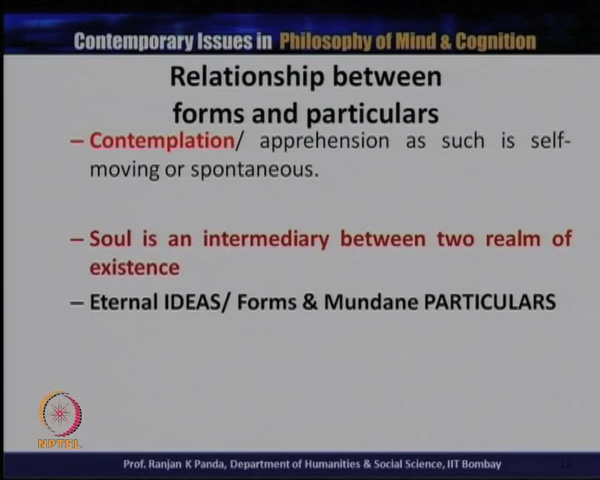 Contemporary Issues in Philosophy of Mind & Cognition
Relationship between
forms and particulars
– Contemplation/ apprehension as such is self-
moving or spontaneous.
– Soul is an intermediary between two realm of
existence
– Eternal IDEAS/ Forms & Mundane PARTICULARS
NPTEL
Prof. Ranjan K Panda, Department of Humanities & Social Science, IIT Bombay